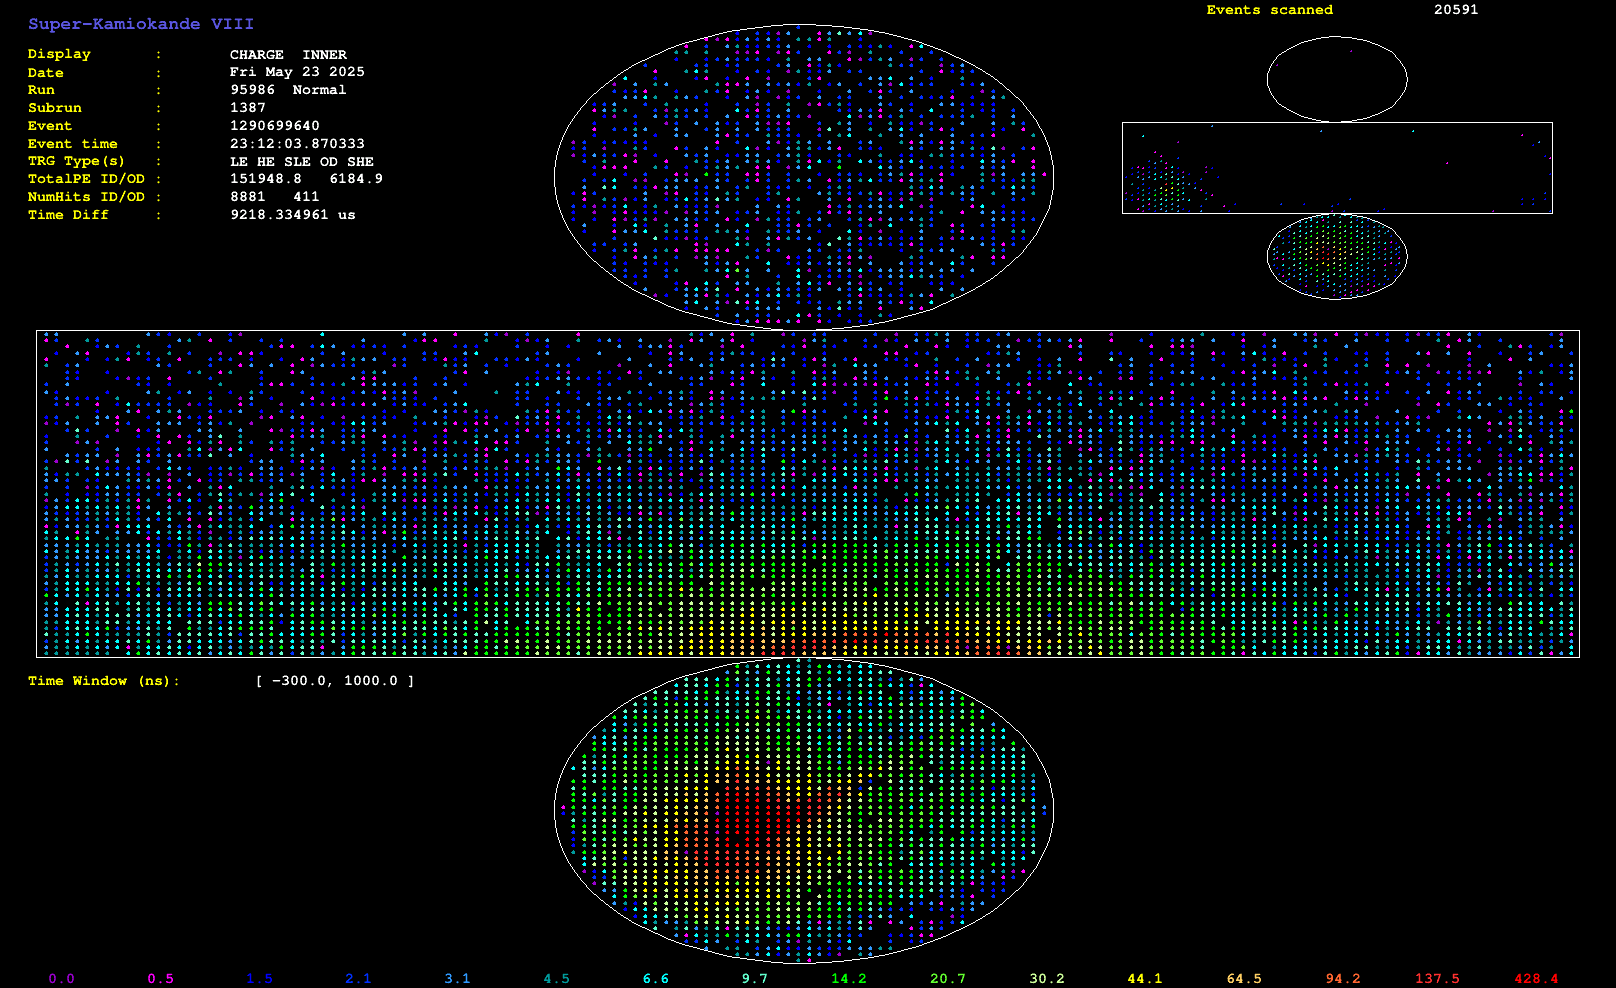 Super-Kamiokande VIII
Display : CHARGE INNER
Date : Fri May 23 2025
Run : 95986 Normal
Subrun : 1387
Event : 1290699640
Event time : 23:12:03.870333
TRG Type(s) : LE HE SLE OD SHE
TotalPE ID/OD : 151948.8 6184.9
NumHits ID/OD : 8881 411
Time Diff : 9218.334961 us
Events scanned 20591
Time Window (ns): [ -300.0, 1000.0 ]
0.0 0.5 1.5 2.1 3.1 4.5 6.6 9.7 14.2 20.7 30.2 44.1 64.5 94.2 137.5 428.4